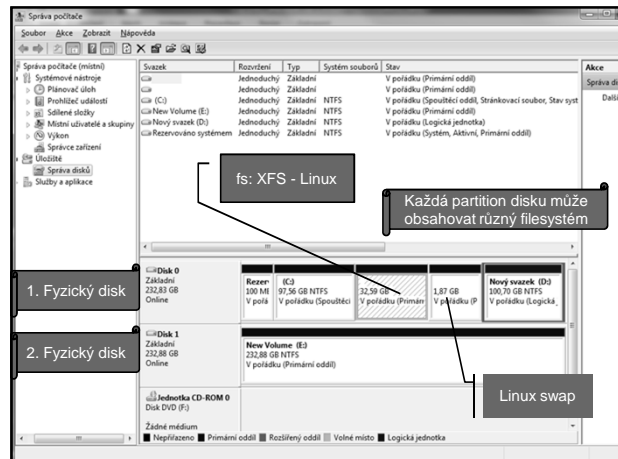 Správa počítače
Soubor Akce Zobrazit Nápověda
Správa počítače (místní)
Systémové nástroje
Plánovač úloh
Prohlížeč událostí
Sdílené složky
Místní uživatelé a skupiny
Výkon
Správce zařízení
Úložiště
Správa disků
Služby a aplikace
Svazek Rozvržení Typ Systém souborů Stav
Jednoduchý Základní V pořádku (Primární oddíl)
Jednoduchý Základní V pořádku (Primární oddíl)
(C:) Jednoduchý Základní NTFS V pořádku (Spouštěcí oddíl, Stránkovací soubor, Stav syst
New Volume (E:) Jednoduchý Základní NTFS V pořádku (Primární oddíl)
Nový svazek (D:) Jednoduchý Základní NTFS V pořádku (Logická jednotka)
Rezervováno systémem Jednoduchý Základní NTFS V pořádku (Systém, Aktivní, Primární oddíl)
Akce
Správa di
Dalš
fs: XFS - Linux
Každá partition disku může
obsahovat různý filesystém
1. Fyzický disk
Disk 0
Základní
232,83 GB
Online
Rezer
100 MB
V pořá
(C:)
97,56 GB NTFS
V pořádku (Spouštěcí
32,59 GB
V pořádku (Primárn
1,87 GB
V pořádku (P
Nový svazek (D:)
100,70 GB NTFS
V pořádku (Logická
2. Fyzický disk
Disk 1
Základní
232,88 GB
Online
New Volume (E:)
232,88 GB NTFS
V pořádku (Primární oddíl)
Linux swap
Jednotka CD-ROM 0
Disk DVD (F:)
Žádné médium
Nepřiřazeno Primární oddíl Rozšířený oddíl Volné místo Logická jednotka